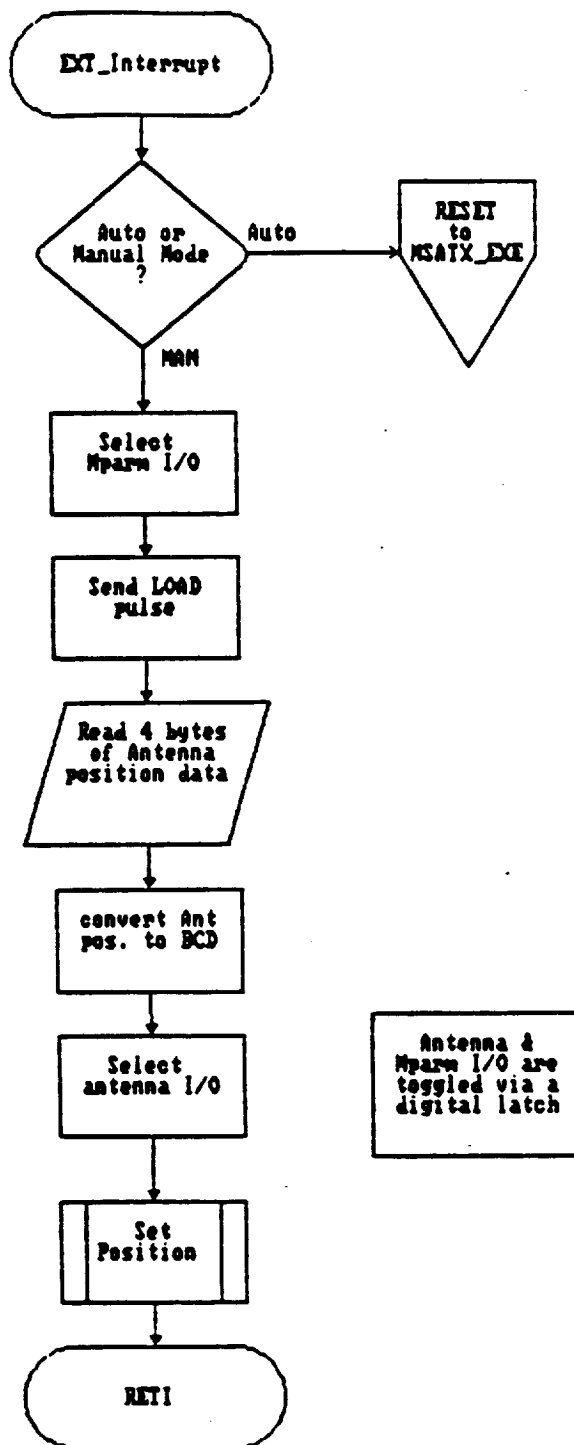 EXT_Interrupt
Auto or
Manual Mode
?
Auto
RESET
to
MSATX_EXE
MAN
Select
Mparm I/O
Send LOAD
pulse
Read 4 bytes
of Antenna
position data
convert Ant
pos. to BCD
Select
antenna I/O
Antenna &
Mparm I/O are
toggled via a
digital latch
Set
Position
RETI